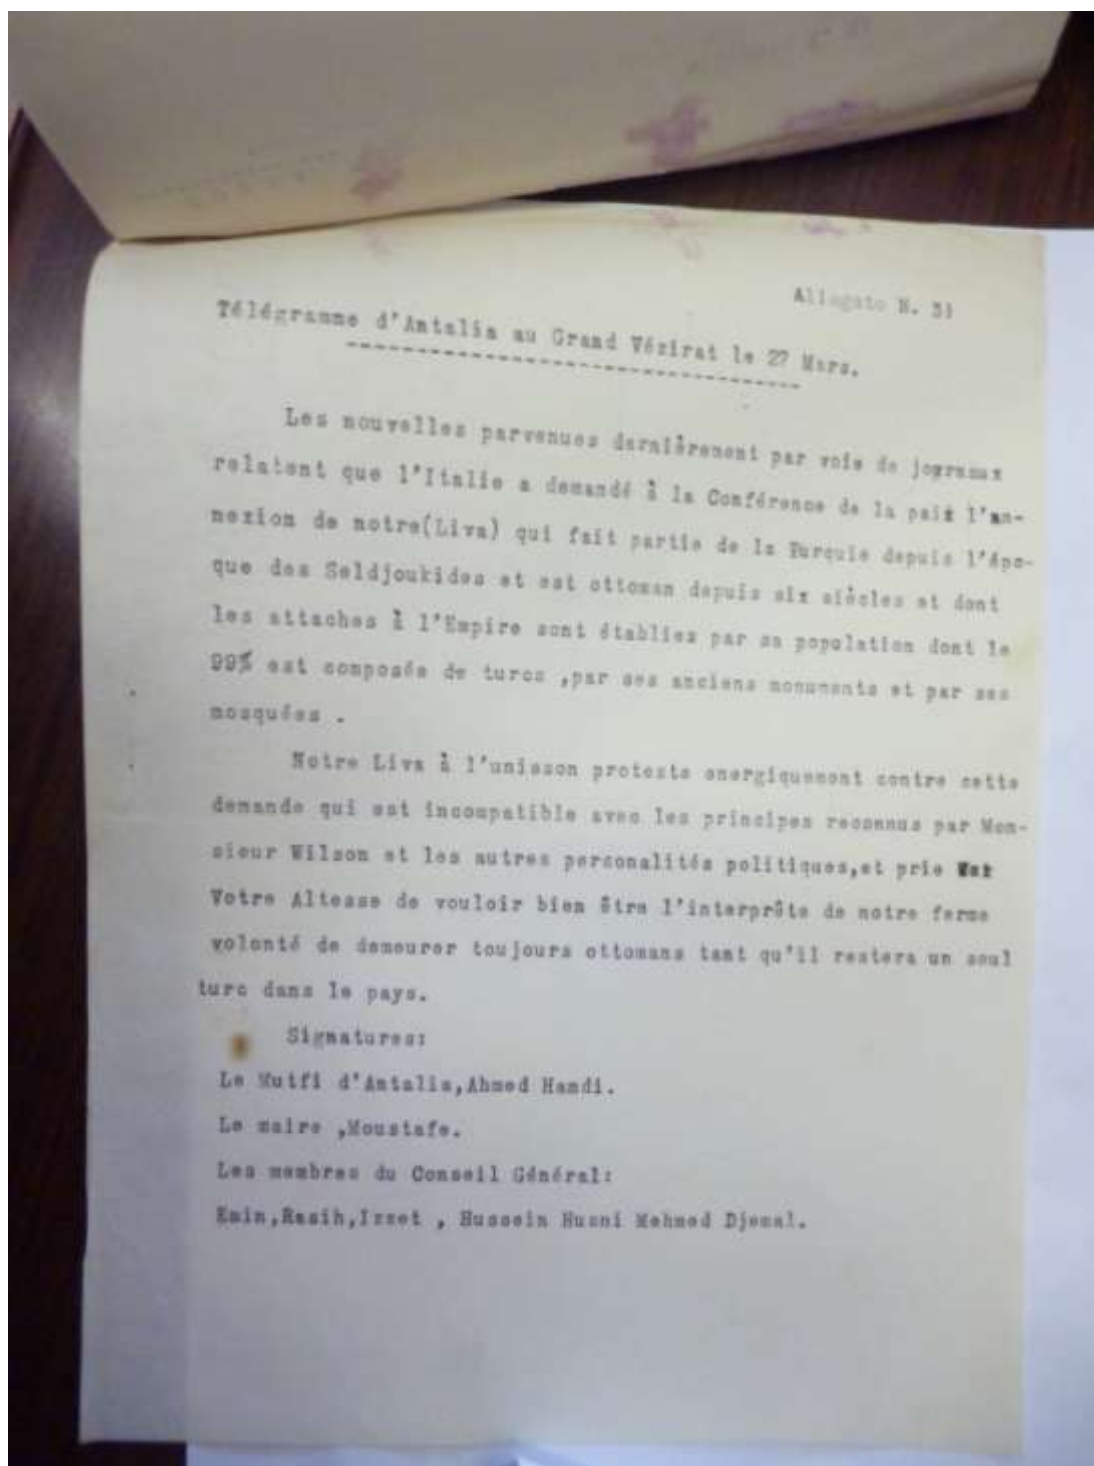 Allegato N. 31
Télégramme d'Antalia au Grand Vézirat le 27 Mars.
Les nouvelles parvenues dernièrement par voie de journaux
relatent que l'Italie a demandé à la Conférence de la paix l'an-
nexion de notre(Liva) qui fait partie de la Turquie depuis l'épo-
que des Seldjoukides et est ottoman depuis six siècles et dont
les attaches à l'Empire sont établies par sa population dont le
99% est composée de turcs ,par ses anciens monuments et par ses
mosquées .
Notre Liva à l'unisson proteste energiquement contre cette
demande qui est incompatible avec les principes reconnus par Mon-
sieur Wilson et les autres personalités politiques,et prie
Votre Altesse de vouloir bien être l'interprête de notre ferme
volonté de demeurer toujours ottomans tant qu'il restera un seul
turc dans le pays.
Signatures:
Le Mutfi d'Antalia,Ahmed Hamdi.
Le maire ,Moustafe.
Les membres du Conseil Général:
Emin,Rasih,Izzet , Hussein Husni Mehmed Djemal.